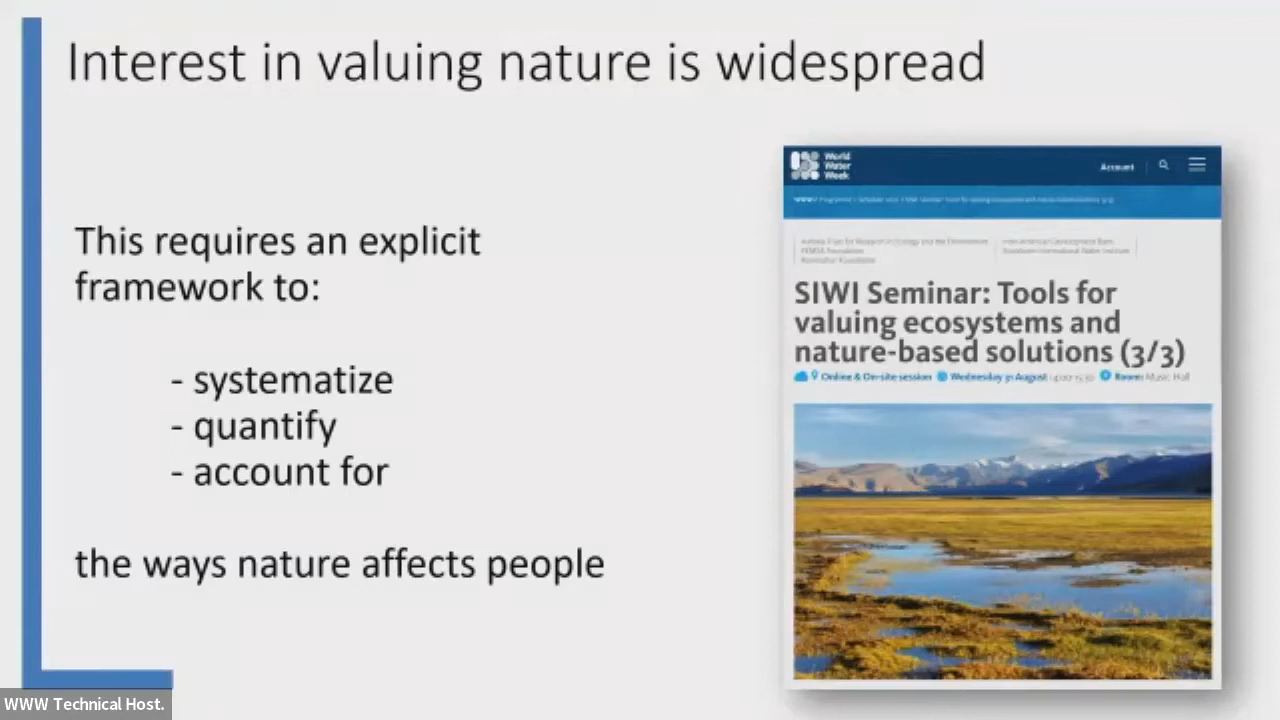 Interest in valuing nature is widespread
This requires an explicit
framework to:
- systematize
- quantify
- account for
the ways nature affects people
World
Water
Week
Account
SIWI Seminar: Tools for
valuing ecosystems and
nature-based solutions (3/3)
Online & On-site session Wednesday 31 August Room: Music Hall
WWW Technical Host.